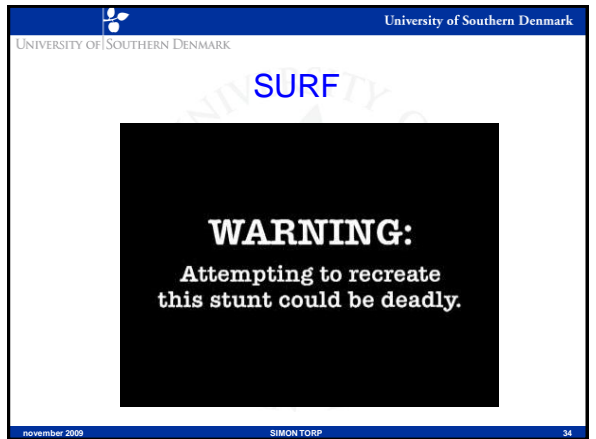 University of Southern Denmark
UNIVERSITY OF SOUTHERN DENMARK
SURF
WARNING:
Attempting to recreate
this stunt could be deadly.
november 2009 SIMON TORP 34